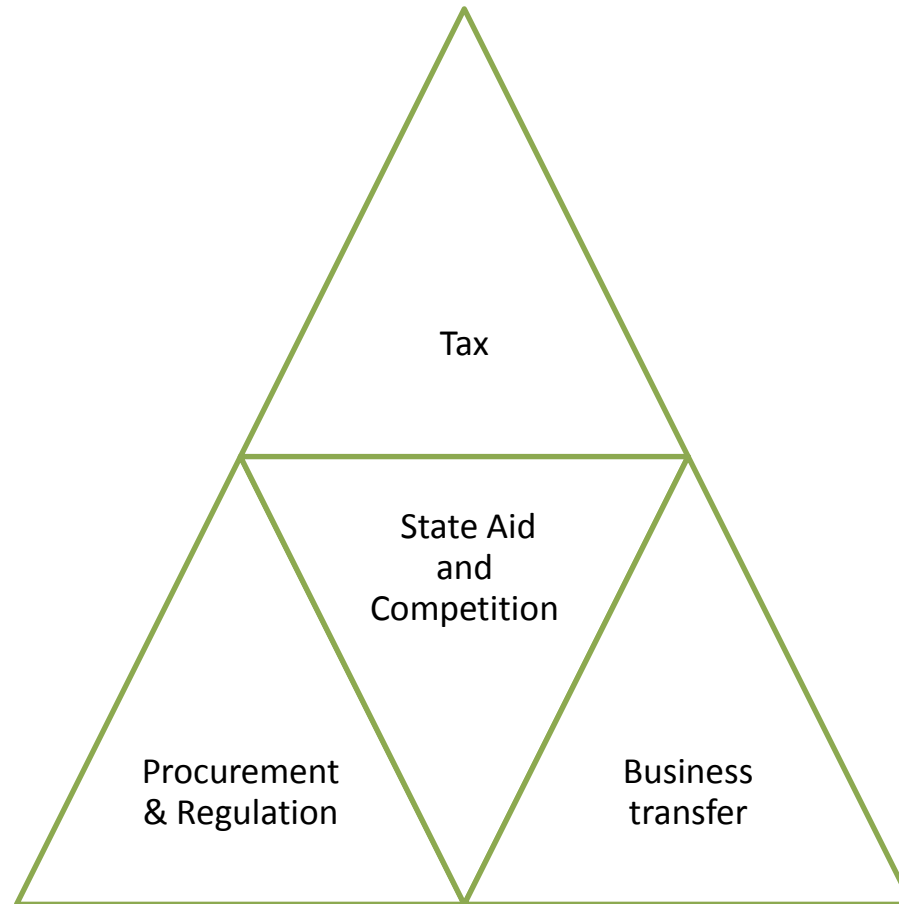 Tax
State Aid
and
Competition
Procurement
& Regulation
Business
transfer